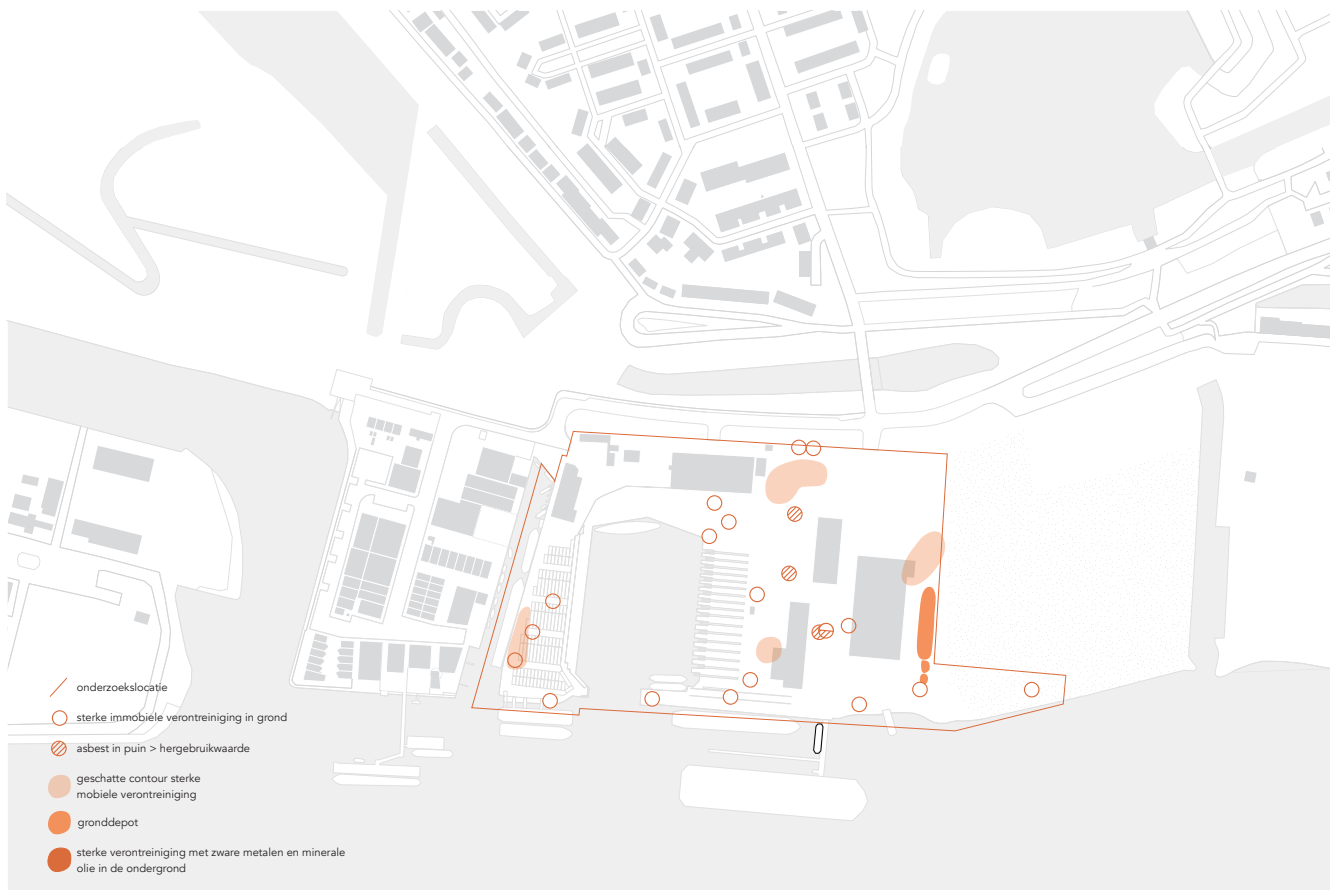 onderzoekslocatie
sterke immobiele verontreiniging in grond
asbest in puin > hergebruikwaarde
geschatte contour sterke
mobiele verontreiniging
gronddepot
sterke verontreiniging met zware metalen en minerale
olie in de ondergrond